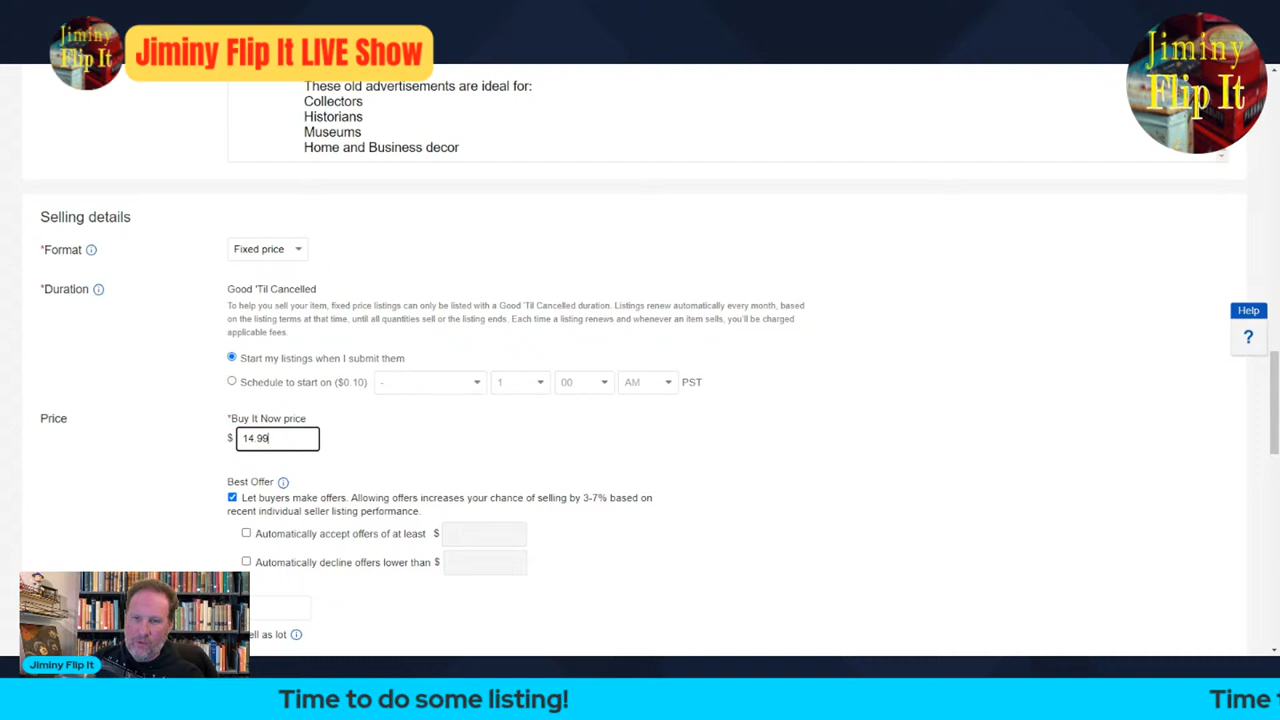 Jiminy Flip It
Jiminy Flip It LIVE Show
Jiminy
Flip It
These old advertisements are ideal for:
Collectors
Historians
Museums
Home and Business decor
Selling details
*Format
Fixed price
*Duration
Good 'Til Cancelled
To help you sell your item, fixed price listings can only be listed with a Good 'Til Cancelled duration. Listings renew automatically every month, based
on the listing terms at that time, until all quantities sell or the listing ends. Each time a listing renews and whenever an item sells, you'll be charged
applicable fees.
Start my listings when I submit them
Schedule to start on ($0.10) - 1 00 AM PST
Help
?
Price
*Buy It Now price
$ 14.99
Best Offer
Let buyers make offers. Allowing offers increases your chance of selling by 3-7% based on
recent individual seller listing performance.
Automatically accept offers of at least $
Automatically decline offers lower than $
ell as lot
Jiminy Flip It
Time to do some listing!
Time t